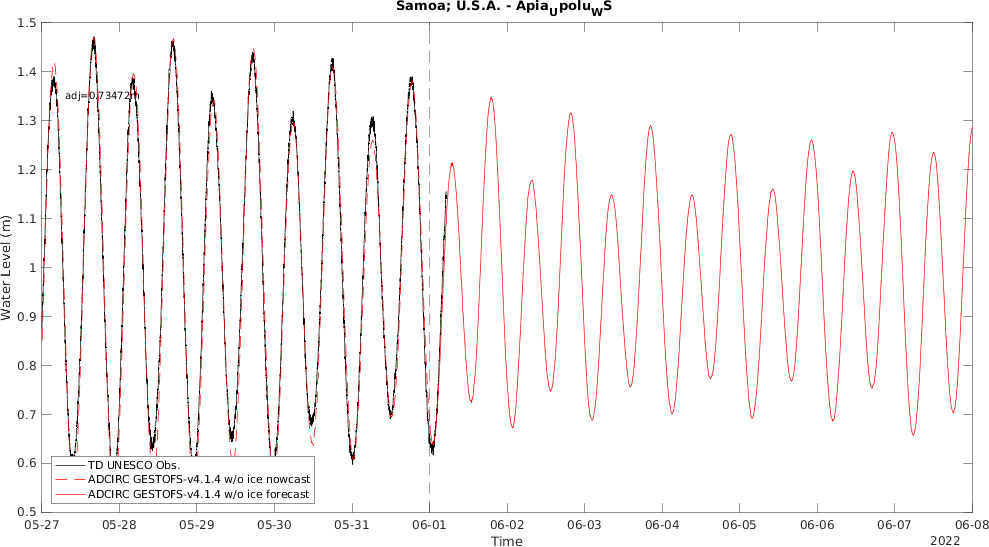 Samoa; U.S.A. - ApiaUpoluWS
adj=0.73472m
Water Level (m)
1.5
1.4
1.3
1.2
1.1
1
0.9
0.8
0.7
0.6
0.5
TD UNESCO Obs.
ADCIRC GESTOFS-v4.1.4 w/o ice nowcast
ADCIRC GESTOFS-v4.1.4 w/o ice forecast
05-27 05-28 05-29 05-30 05-31 06-01 06-02 06-03 06-04 06-05 06-06 06-07 06-08
Time
2022